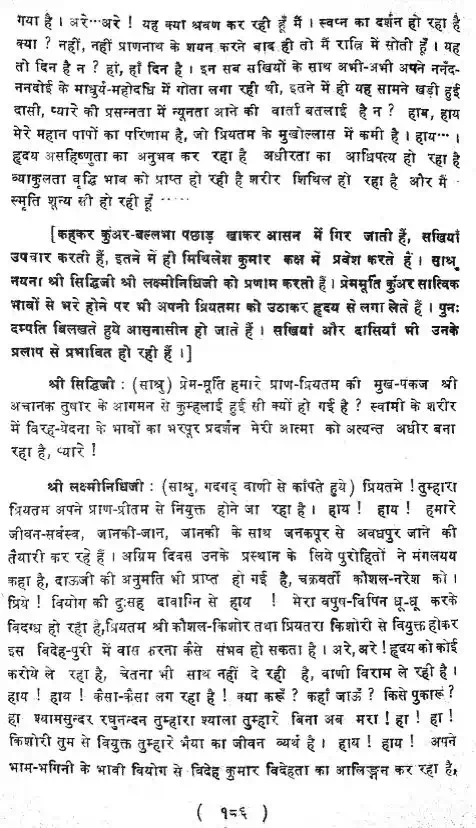 गया है । अरे···अरे ! यह क्या श्रवण कर रही हूँ मैं । स्वप्न का दर्शन हो रहा है
क्या ? नहीं, नहीं प्राणनाथ के शयन करने बाद ही तो मैं रात्रि में सोती हूँ । यह
तो दिन है न ? हां, हाँ दिन है । इन सब सखियों के साथ अभी-अभी अपने ननँद-
ननदोई के माधुर्य-महोदधि में गोता लगा रही थी, इतने में ही यह सामने खड़ी हुई
दासी, प्यारे की प्रसन्नता में न्यूनता आने की वार्ता बतलाई है न ? हाब, हाय
मेरे महान पापों का परिणाम है, जो प्रियतम के मुखोल्लास में कमी है । हाय···।
हृदय असहिष्णुता का अनुभव कर रहा है अधीरता का आधिपत्य हो रहा है
व्याकुलता वृद्धि भाव को प्राप्त हो रही है शरीर शिथिल हो रहा है और मैं -
स्मृति शून्य सी हो रही हूँ ·····
[कहकर कुंअर-बल्लभा पछाड़ खाकर आसन में गिर जाती हैं, सखियां
उपचार करती हैं, इतने में ही मिथिलेश कुमार कक्ष में प्रवेश करते हैं । साश्रु
नयना श्री सिद्धिजी श्री लक्ष्मीनिधिजी को प्रणाम करती हैं । प्रेममूर्ति कुँअर सात्विक
भावों से भरे होने पर भी अपनी प्रियतमा को उठाकर हृदय से लगा लेते हैं । पुनः
दम्पति बिलखते हुये आसनासीन हो जाते हैं । सखियां और दासियाँ भी उनके
प्रलाप से प्रभावित हो रही हैं ।]
श्री सिद्धिजी : (साश्रु) प्रेम-मूर्ति हमारे प्राण-प्रियतम की मुख-पंकज श्री
अचानक तुषार के आगमन से कुम्हलाई हुई सी क्यों हो गई है ? स्वामी के शरीर
में विरह-वेदना के भावों का भरपूर प्रदर्शन मेरी आत्मा को अत्यन्त अधीर बना
रहा है, प्यारे !
श्री लक्ष्मीनिधिजी : (साश्रु, गदगद् वाणी से काँपते हुये) प्रियतमे ! तुम्हारा
प्रियतम अपने प्राण-प्रीतम से नियुक्त होने जा रहा है । हाय ! हाय ! हमारे
जीवन-सर्वस्व, जानकी-जान, जानकी के साथ जनकपुर से अवधपुर जाने की
तैयारी कर रहे हैं । अग्रिम दिवस उनके प्रस्थान के लिये पुरोहितों ने मंगलयय
कहा है, दाऊजी की अनुमति भी प्राप्त हो गई है, चक्रवर्ती कौशल-नरेश को ।
प्रिये ! वियोग की दुःसह दावाग्नि से हाय ! मेरा वपुष-विपिन धू-धू करके
विदग्ध हो रहा है,प्रियतम श्री कौशल-किशोर तथा प्रियतरा किशोरी से वियुक्त होकर
इस विदेह-पुरी में वास करना कैसे संभव हो सकता है । अरे, अरे ! हृदय को कोई
करोये ले रहा है, चेतना भी साथ नहीं दे रही है, वाणी विराम ले रही है ।
हाय ! हाय ! कैसा-कैसा लग रहा है ! क्या करूँ ? कहाँ जाऊँ ? किसे पुकारूं ?
हा श्यामसुन्दर रघुनन्दन तुम्हारा श्याला तुम्हारे बिना अब मरा ! हा ! हा !
किशोरी तुम से वियुक्त तुम्हारे भैया का जीवन व्यर्थ है । हाय ! हाय ! अपने
भाम-भगिनी के भावी वियोग से विदेह कुमार विदेहता का आलिङ्गन कर रहा है,
( १८६ )